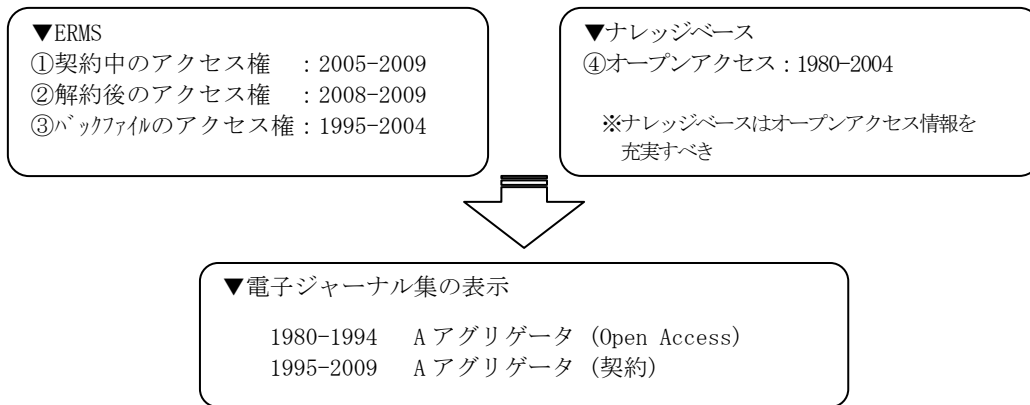 ▼ERMS
①契約中のアクセス権 :2005-2009
②解約後のアクセス権 :2008-2009
③ﾊﾞｯｸﾌｧｲﾙのアクセス権:1995-2004
▼ナレッジベース
④オープンアクセス:1980-2004
※ナレッジベースはオープンアクセス情報を
充実すべき
▼電子ジャーナル集の表示
1980-1994 Aアグリゲータ (Open Access)
1995-2009 Aアグリゲータ (契約)